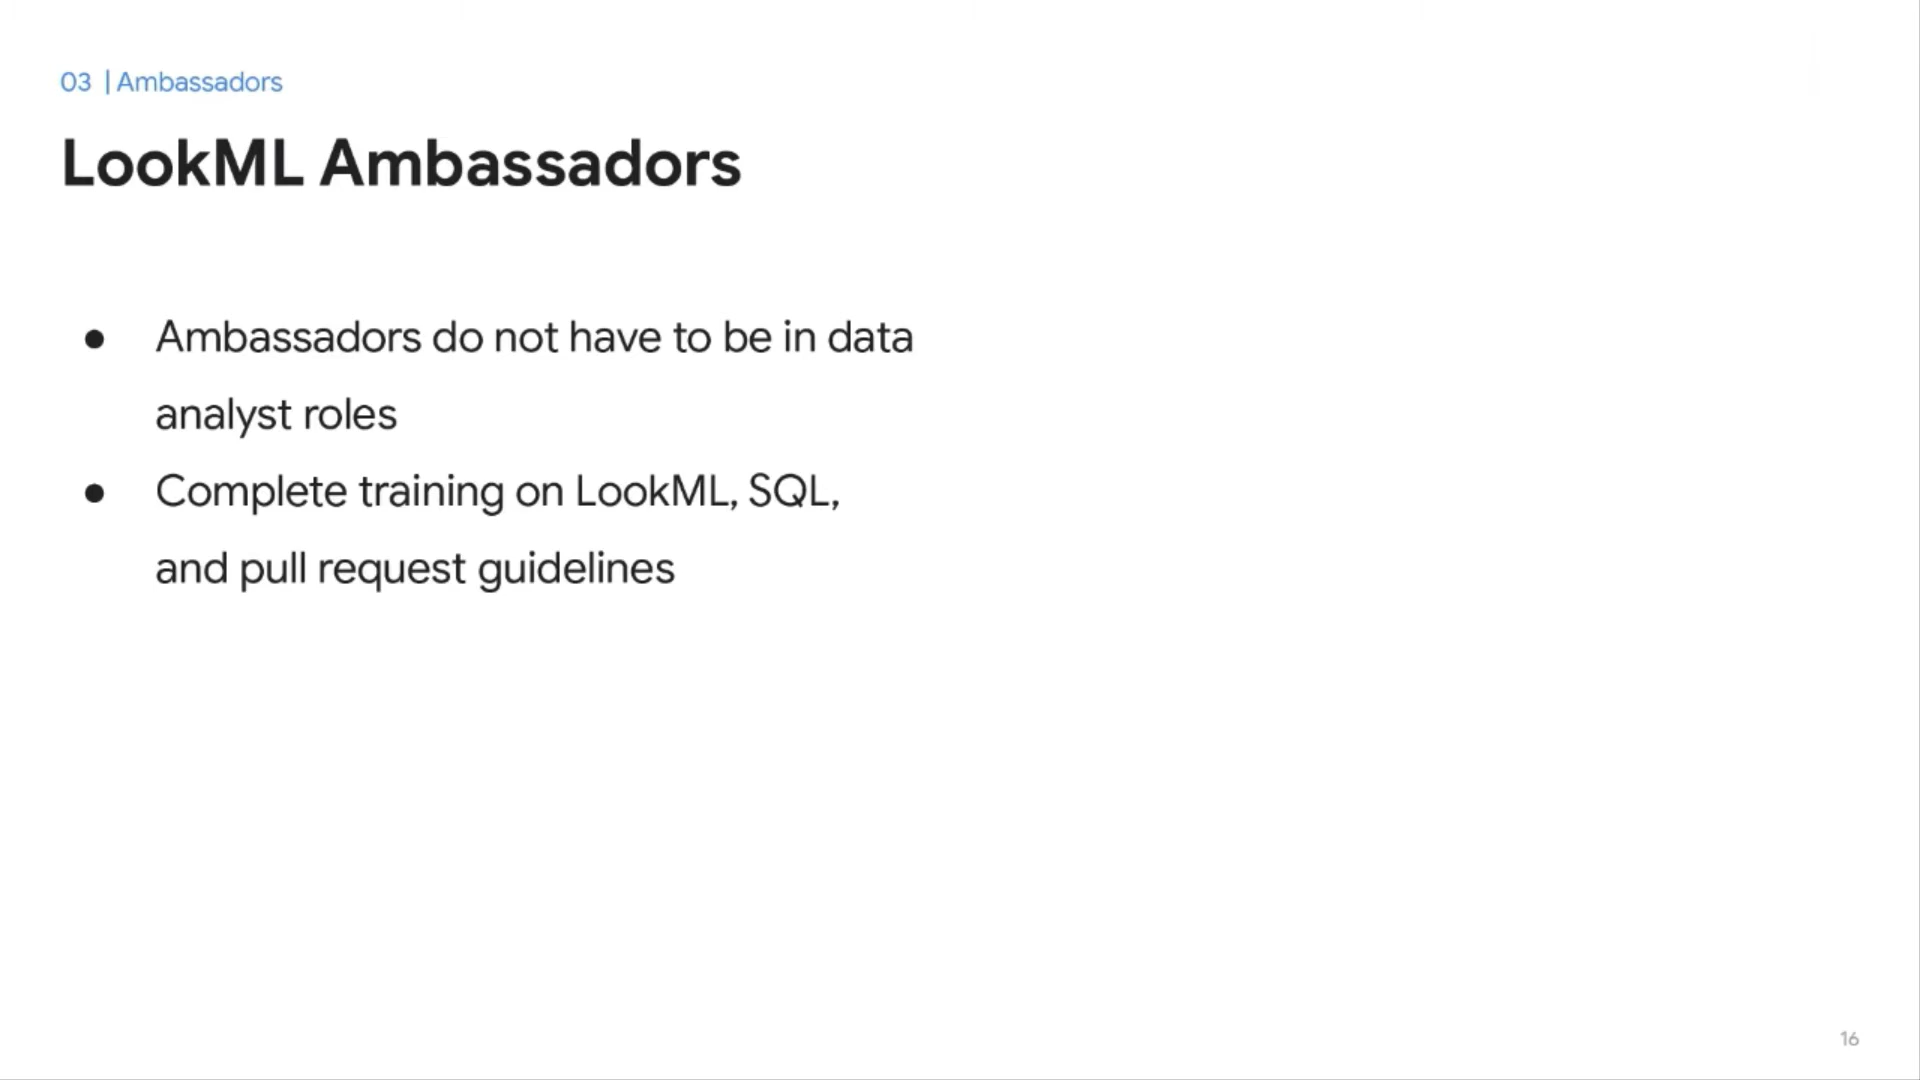 03 | Ambassadors
LookML Ambassadors
● Ambassadors do not have to be in data
analyst roles
● Complete training on LookML, SQL,
and pull request guidelines
16